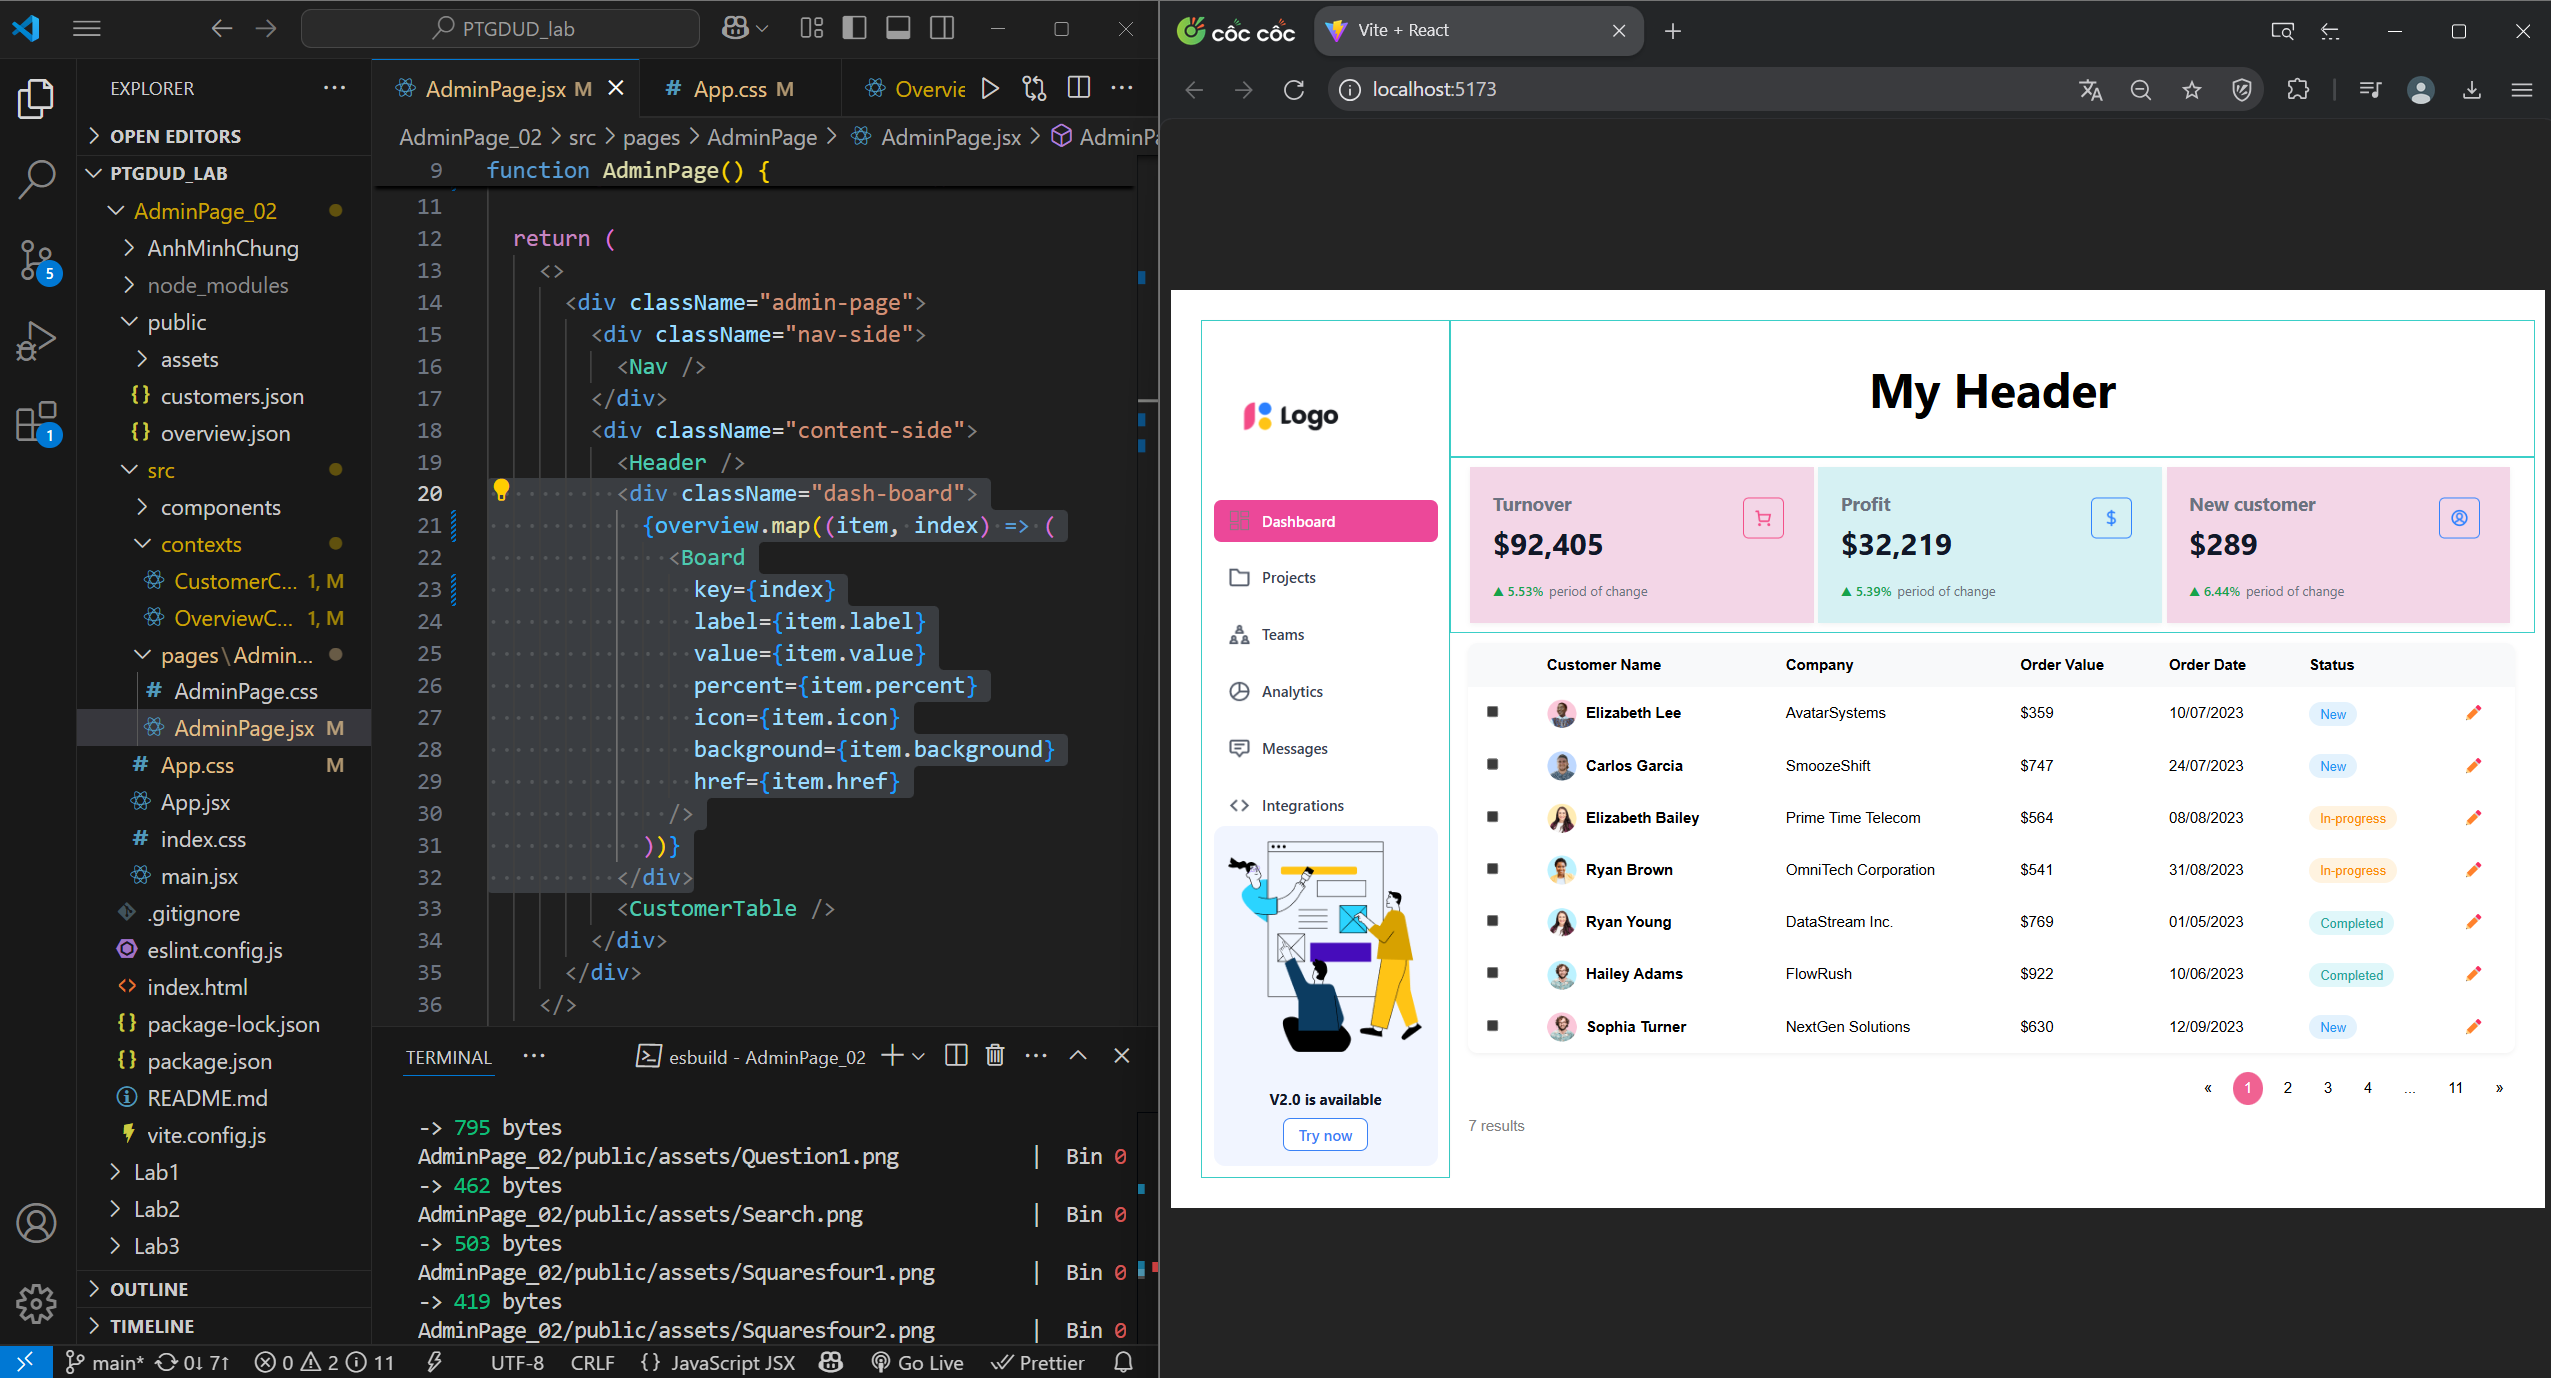 PTGDUD_lab
EXPLORER
OPEN EDITORS
PTGDUD_LAB
AdminPage_02
AnhMinhChung
node_modules
public
assets
{} customers.json
{} overview.json
src
components
contexts
CustomerC... 1, M
OverviewC... 1, M
pages\Admin...
# AdminPage.css
AdminPage.jsx M
# App.css M
App.jsx
# index.css
main.jsx
.gitignore
eslint.config.js
<> index.html
{} package-lock.json
{} package.json
README.md
vite.config.js
Lab1
Lab2
Lab3
OUTLINE
TIMELINE
5
1
AdminPage.jsx M
# App.css M
Overvie
AdminPage_02 > src > pages > AdminPage > AdminPage.jsx > AdminPa
9 function AdminPage() {
11
12 return (
13 <>
14 <div className="admin-page">
15 <div className="nav-side">
16 <Nav />
17 </div>
18 <div className="content-side">
19 <Header />
20 <div className="dash-board">
21 {overview.map((item, index) => (
22 <Board
23 key={index}
24 label={item.label}
25 value={item.value}
26 percent={item.percent}
27 icon={item.icon}
28 background={item.background}
29 href={item.href}
30 />
31 ))}
32 </div>
33 <CustomerTable />
34 </div>
35 </div>
36 </>
TERMINAL
esbuild - AdminPage_02
-> 795 bytes
AdminPage_02/public/assets/Question1.png | Bin 0
-> 462 bytes
AdminPage_02/public/assets/Search.png | Bin 0
-> 503 bytes
AdminPage_02/public/assets/Squaresfour1.png | Bin 0
-> 419 bytes
AdminPage_02/public/assets/Squaresfour2.png | Bin 0
main* 0↓ 7↑ 0 2 11 UTF-8 CRLF {} JavaScript JSX Go Live Prettier
cốc cốc
Vite + React
localhost:5173
Logo
Dashboard
Projects
Teams
Analytics
Messages
Integrations
V2.0 is available
Try now
My Header
Turnover
$92,405
▲ 5.53% period of change
Profit
$32,219
▲ 5.39% period of change
$
New customer
$289
▲ 6.44% period of change
Customer Name Company Order Value Order Date Status
Elizabeth Lee AvatarSystems $359 10/07/2023 New
Carlos Garcia SmoozeShift $747 24/07/2023 New
Elizabeth Bailey Prime Time Telecom $564 08/08/2023 In-progress
Ryan Brown OmniTech Corporation $541 31/08/2023 In-progress
Ryan Young DataStream Inc. $769 01/05/2023 Completed
Hailey Adams FlowRush $922 10/06/2023 Completed
Sophia Turner NextGen Solutions $630 12/09/2023 New
« 1 2 3 4 ... 11 »
7 results